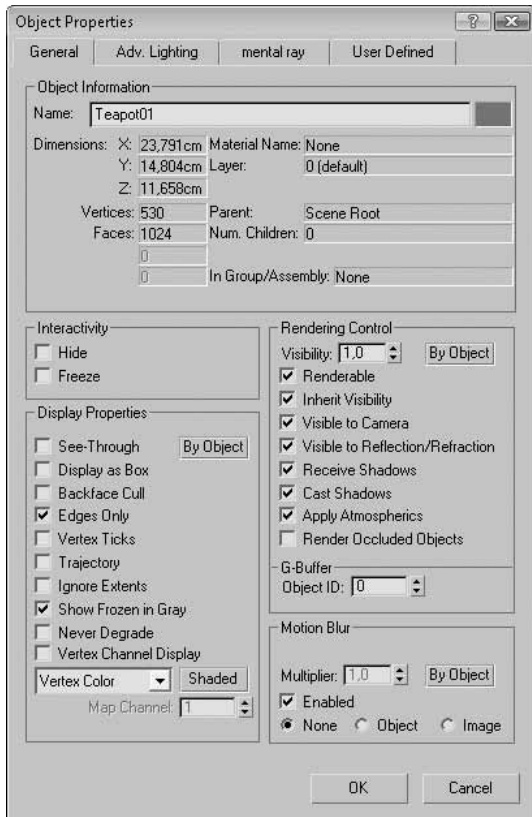 Object Properties
General Adv. Lighting mental ray User Defined
Object Information
Name: Teapot01
Dimensions: X: 23,791cm Material Name: None
Y: 14,804cm Layer: 0 (default)
Z: 11,658cm
Vertices: 530 Parent: Scene Root
Faces: 1024 Num. Children: 0
0
0 In Group/Assembly: None
Interactivity
Hide
Freeze
Display Properties
See-Through By Object
Display as Box
Backface Cull
Edges Only
Vertex Ticks
Trajectory
Ignore Extents
Show Frozen in Gray
Never Degrade
Vertex Channel Display
Vertex Color Shaded
Map Channel: 1
Rendering Control
Visibility: 1,0 By Object
Renderable
Inherit Visibility
Visible to Camera
Visible to Reflection/Refraction
Receive Shadows
Cast Shadows
Apply Atmospherics
Render Occluded Objects
G-Buffer
Object ID: 0
Motion Blur
Multiplier: 1,0 By Object
Enabled
None Object Image
OK Cancel